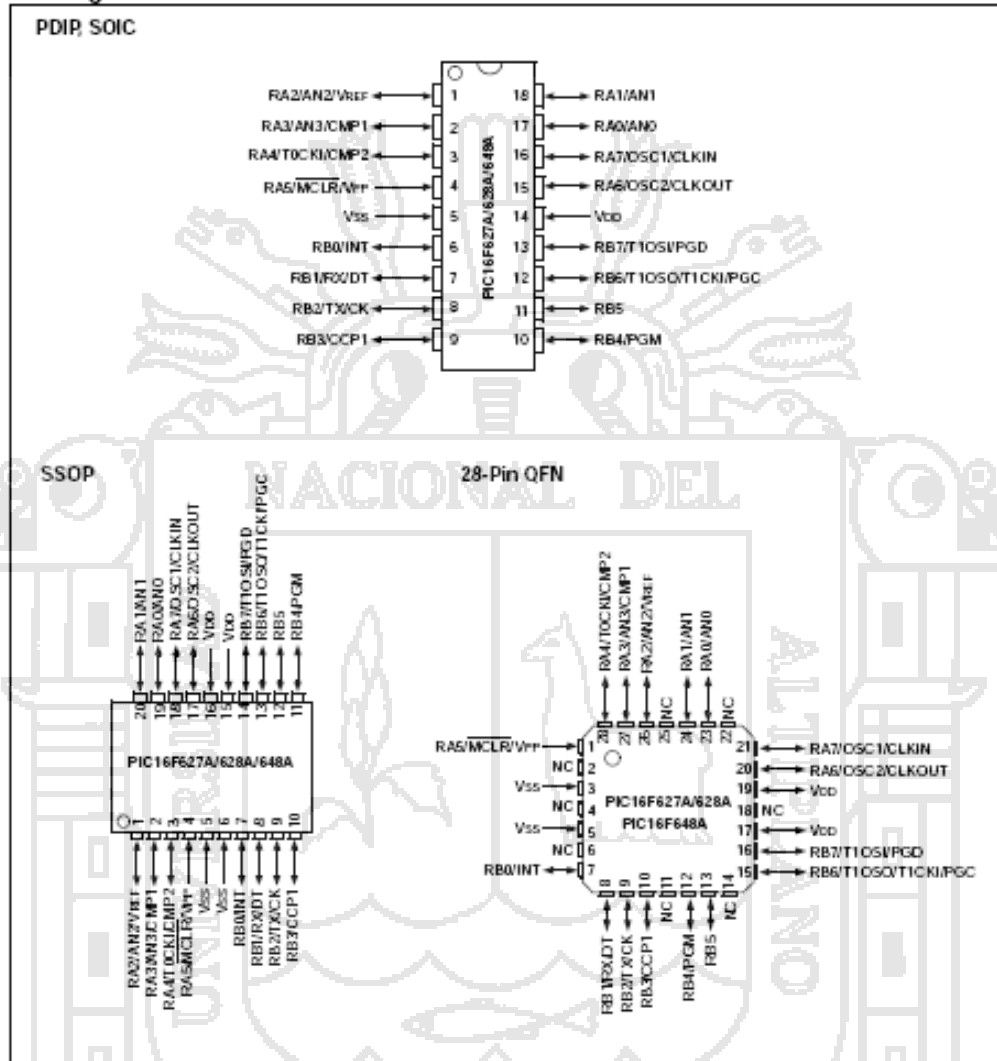 PDIP, SOIC
RA2/AN2/VREF 1 18 RA1/AN1
RA3/AN3/CMP1 2 17 RA0/AN0
RA4/T0CKI/CMP2 3 16 RA7/OSC1/CLKIN
RA5/MCLR/VPP 4 15 RA6/OSC2/CLKOUT
VSS 5 14 VDD
RB0/INT 6 13 RB7/T1OSI/PGD
RB1/RX/DT 7 12 RB6/T1OSO/T1CKI/PGC
RB2/TX/CK 8 11 RB5
RB3/CCP1 9 10 RB4/PGM
PIC16F627A/628A/648A
NACIONAL DEL
SSOP
RA1/AN1 20
RA0/AN0 19
RA7/OSC1/CLKIN 18
RA6/OSC2/CLKOUT 17
VDD 16
VDD 15
RB7/T1OSI/PGD 14
RB6/T1OSO/T1CKI/PGC 13
RB5 12
RB4/PGM 11
PIC16F627A/628A/648A
1 RA2/AN2/VREF
2 RA3/AN3/CMP1
3 RA4/T0CKI/CMP2
4 RA5/MCLR/VPP
5 VSS
6 VSS
7 RB0/INT
8 RB1/RX/DT
9 RB2/TX/CK
10 RB3/CCP1
28-Pin QFN
RA4/T0CKI/CMP2 28
RA3/AN3/CMP1 27
RA2/AN2/VREF 26
NC 25
RA1/AN1 24
RA0/AN0 23
NC 22
RA5/MCLR/VPP 1
NC 2
VSS 3
NC 4
VSS 5
NC 6
RB0/INT 7
PIC16F627A/628A
PIC16F648A
21 RA7/OSC1/CLKIN
20 RA6/OSC2/CLKOUT
19 VDD
18 NC
17 VDD
16 RB7/T1OSI/PGD
15 RB6/T1OSO/T1CKI/PGC
8 RB1/RX/DT
9 RB2/TX/CK
10 RB3/CCP1
11 NC
12 RB4/PGM
13 RB5
14 NC
ALTIPLANO